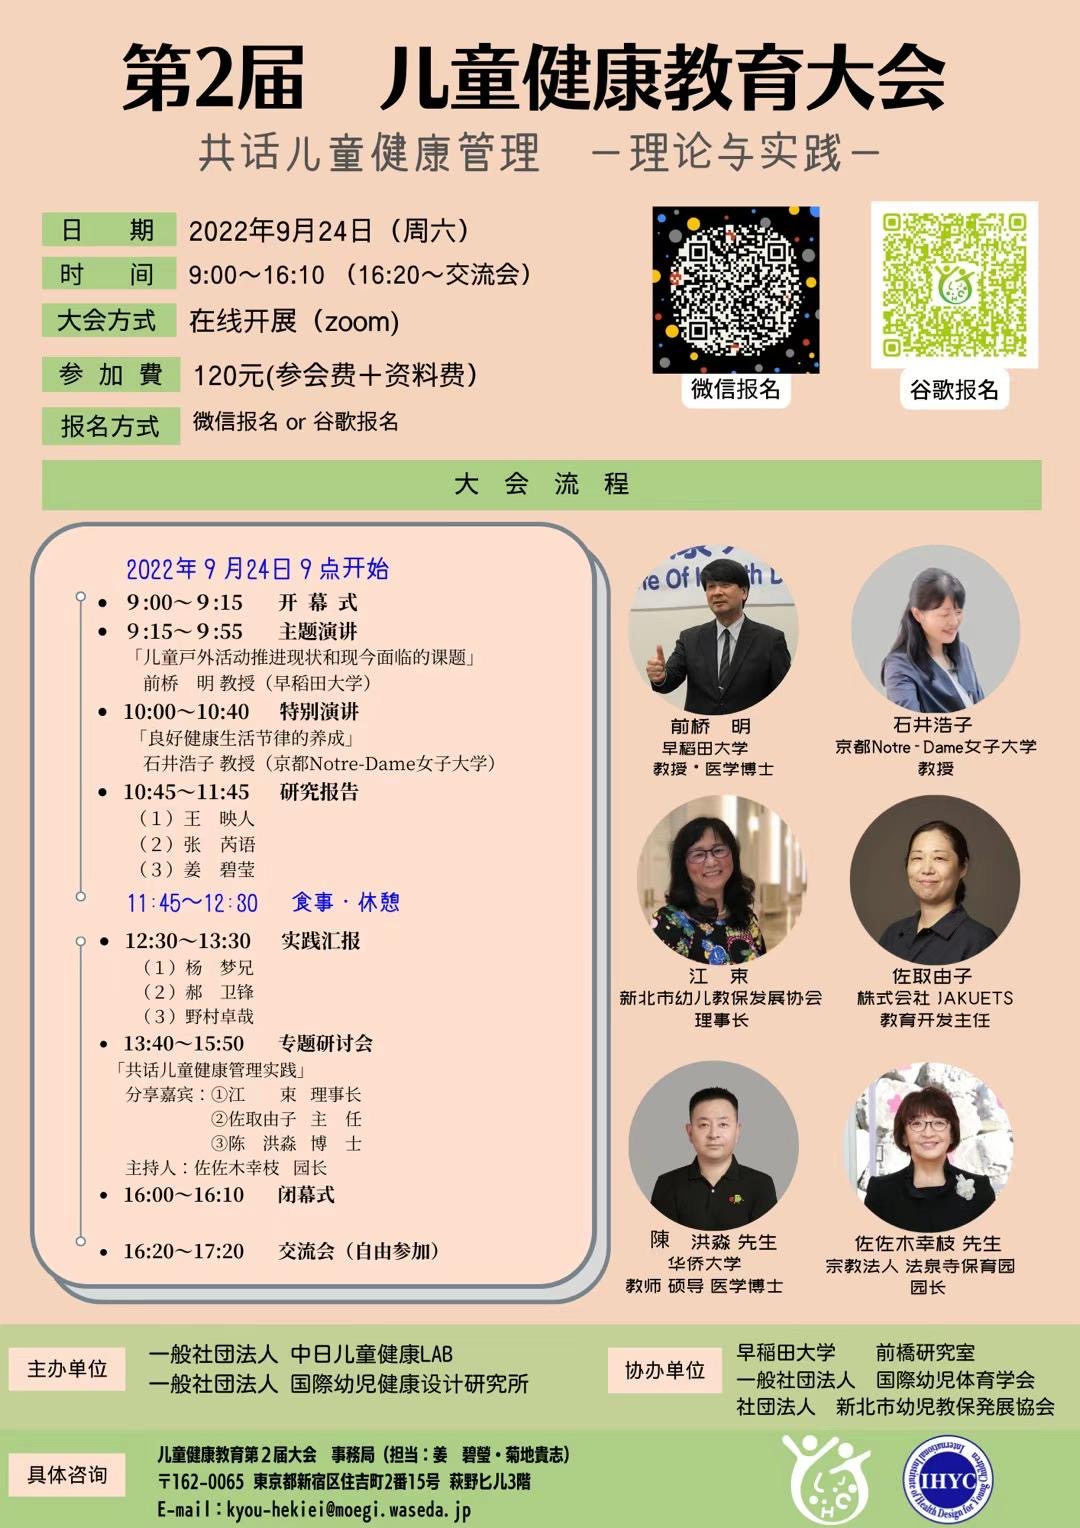 第2届 儿童健康教育大会
共话儿童健康管理 －理论与实践－
日 期 2022年9月24日（周六）
时 间 9:00～16:10 （16:20～交流会）
大会方式 在线开展（zoom)
参 加 費 120元(参会费＋资料费）
报名方式 微信报名 or 谷歌报名
微信报名
谷歌报名
大 会 流 程
2022年 9 月24日 9 点开始
• 9:00～9:15 开 幕 式
• 9:15～9:55 主题演讲
「儿童戸外活动推进现状和现今面临的课题」
前桥 明 教授（早稻田大学）
• 10:00～10:40 特别演讲
「良好健康生活节律的养成」
石井浩子 教授（京都Notre-Dame女子大学）
• 10:45～11:45 研究报告
（1）王 映人
（2）张 芮语
（3）姜 碧莹
11:45～12:30 食事・休憩
• 12:30～13:30 实践汇报
（1）杨 梦兄
（2）郝 卫锋
（3）野村卓哉
• 13:40～15:50 专题研讨会
「共话儿童健康管理实践」
分享嘉宾：①江 束 理事长
②佐取由子 主 任
③陈 洪淼 博 士
主持人：佐佐木幸枝 园长
• 16:00～16:10 闭幕式
• 16:20～17:20 交流会（自由参加）
前桥 明
早稻田大学
教授・医学博士
石井浩子
京都Notre-Dame女子大学
教授
江 束
新北市幼儿教保发展协会
理事长
佐取由子
株式会社 JAKUETS
教育开发主任
陳 洪淼 先生
华侨大学
教师 硕导 医学博士
佐佐木幸枝 先生
宗教法人 法泉寺保育园
园长
主办单位
一般社团法人 中日儿童健康LAB
一般社団法人 国際幼児健康设计研究所
协办单位
早稲田大学 前橋研究室
一般社団法人 国際幼児体育学会
社団法人 新北市幼児教保発展協会
具体咨询
儿童健康教育第２届大会 事務局（担当：姜 碧瑩・菊地貴志）
〒162-0065 東京都新宿区住吉町2番15号 萩野ビル3階
E-mail：kyou-hekiei@moegi.waseda.jp
IHYC
International Institute of Health Design for Young Children